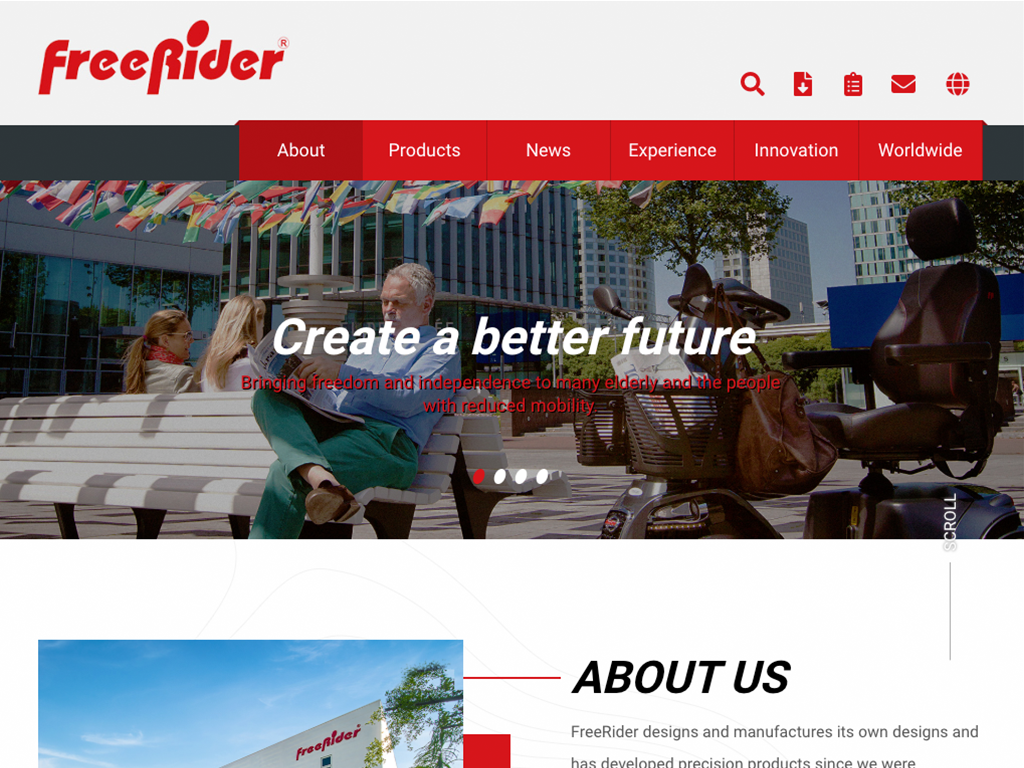 FreeRider®
About Products News Experience Innovation Worldwide
Create a better future
Bringing freedom and independence to many elderly and the people
with reduced mobility.
SCROLL
ABOUT US
FreeRider
FreeRider designs and manufactures its own designs and
has developed precision products since we were